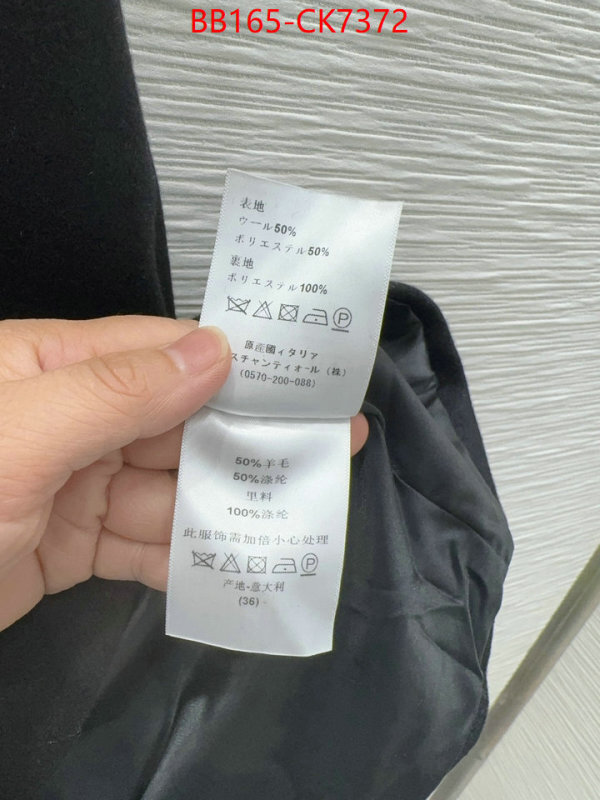 BB165-CK7372
表地
ウール50%
ポリエステル50%
裏地
ポリエステル100%
原産國イタリア
スチャンティオール（株）
（0570-200-088）
50%羊毛
50%涤纶
里料
100%涤纶
此服饰需加倍小心处理
产地-意大利
(36)